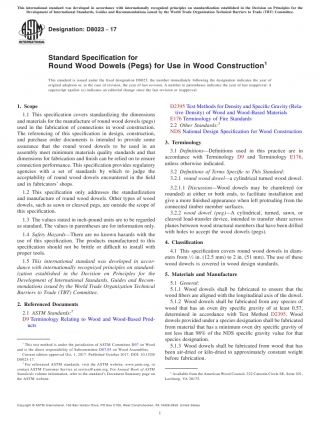 This international standard was developed in accordance with internationally recognized principles on standardization established in the Decision on Principles for the
Development of International Standards, Guides and Recommendations issued by the World Trade Organization Technical Barriers to Trade (TBT) Committee.
Designation: D8023 − 17
Standard Specification for
Round Wood Dowels (Pegs) for Use in Wood Construction1
This standard is issued under the fixed designation D8023; the number immediately following the designation indicates the year of
original adoption or, in the case of revision, the year of last revision. A number in parentheses indicates the year of last reapproval. A
superscript epsilon (ε) indicates an editorial change since the last revision or reapproval.
1. Scope
1.1 This specification covers standardizing the dimensions
and materials for the manufacture of round wood dowels (pegs)
used in the fabrication of connections in wood construction.
The referencing of this specification in design, construction,
and purchase order documents is intended to provide some
assurance that the round wood dowels to be used in an
assembly meet minimum materials quality standards and that
dimensions for fabrication and finish can be relied on to ensure
connection performance. This specification provides regulatory
agencies with a set of standards by which to judge the
acceptability of round wood dowels encountered in the field
and in fabricators' shops.
1.2 This specification only addresses the standardization
and manufacture of round wood dowels. Other types of wood
dowels, such as sawn or cleaved pegs, are outside the scope of
this specification.
1.3 The values stated in inch-pound units are to be regarded
as standard. The values in parentheses are for information only.
1.4 Safety Hazards—There are no known hazards with the
use of this specification. The products manufactured to this
specification should not be brittle or difficult to install with
proper tools.
1.5 This international standard was developed in accor-
dance with internationally recognized principles on standard-
ization established in the Decision on Principles for the
Development of International Standards, Guides and Recom-
mendations issued by the World Trade Organization Technical
Barriers to Trade (TBT) Committee.
2. Referenced Documents
2.1 ASTM Standards:2
D9 Terminology Relating to Wood and Wood-Based Prod-
ucts
1 This test method is under the jurisdiction of ASTM Committee D07 on Wood
and is the direct responsibility of Subcommittee D07.05 on Wood Assemblies.
Current edition approved Oct. 1, 2017. Published October 2017. DOI: 10.1520/
D8023-17.
2 For referenced ASTM standards, visit the ASTM website, www.astm.org, or
contact ASTM Customer Service at service@astm.org. For Annual Book of ASTM
Standards volume information, refer to the standard's Document Summary page on
the ASTM website.
D2395 Test Methods for Density and Specific Gravity (Rela-
tive Density) of Wood and Wood-Based Materials
E176 Terminology of Fire Standards
2.2 Other Standards:3
NDS National Design Specification for Wood Construction
3. Terminology
3.1 Definitions—Definitions used in this practice are in
accordance with Terminology D9 and Terminology E176,
unless otherwise indicated.
3.2 Definitions of Terms Specific to This Standard:
3.2.1 round wood dowel—a cylindrical turned wood dowel.
3.2.1.1 Discussion—Wood dowels may be chamfered (or
rounded) at either or both ends, to facilitate installation and
give a more finished appearance when left protruding from the
connected timber member surfaces.
3.2.2 wood dowel (peg)—A cylindrical, turned, sawn, or
cleaved load-transfer device, intended to transfer shear across
planes between wood structural members that have been drilled
with holes to accept the wood dowels (pegs).
4. Classification
4.1 This specification covers round wood dowels in diam-
eters from ½ in. (12.5 mm) to 2 in. (51 mm). The use of these
wood dowels is covered in wood design standards.
5. Materials and Manufacture
5.1 General:
5.1.1 Wood dowels shall be fabricated to ensure that the
wood fibers are aligned with the longitudinal axis of the dowel.
5.1.2 Wood dowels shall be fabricated from any species of
wood that has an oven dry specific gravity of at least 0.57,
determined in accordance with Test Method D2395. Wood
dowels provided under a species designation shall be fabricated
from material that has a minimum oven dry specific gravity of
not less than 98% of the NDS specific gravity value for that
species designation.
5.1.3 Wood dowels shall be fabricated from wood that has
been air-dried or kiln-dried to approximately constant weight
before fabrication.
3 Available from the American Wood Council, 222 Catoctin Circle SE, Suite 201,
Leesburg, VA 20175.
Copyright © ASTM International, 100 Barr Harbor Drive, PO Box C700, West Conshohocken, PA 19428-2959. United States
1